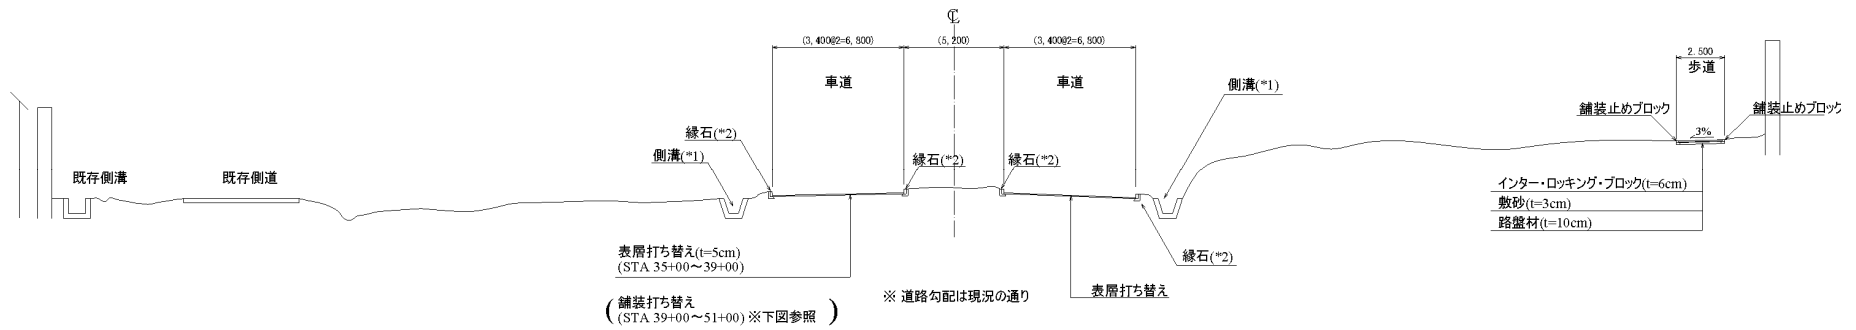 ℄
(3,400@2=6,800)
(5,200)
(3,400@2=6,800)
2.500
歩道
車道
車道
側溝(*1)
舗装止めブロック
舗装止めブロック
3%
縁石(*2)
側溝(*1)
縁石(*2)
縁石(*2)
既存側溝
既存側道
インター・ロッキング・ブロック(t=6cm)
敷砂(t=3cm)
路盤材(t=10cm)
表層打ち替え(t=5cm)
(STA 35+00～39+00)
縁石(*2)
表層打ち替え
※ 道路勾配は現況の通り
(舗装打ち替え
(STA 39+00～51+00) ※下図参照)